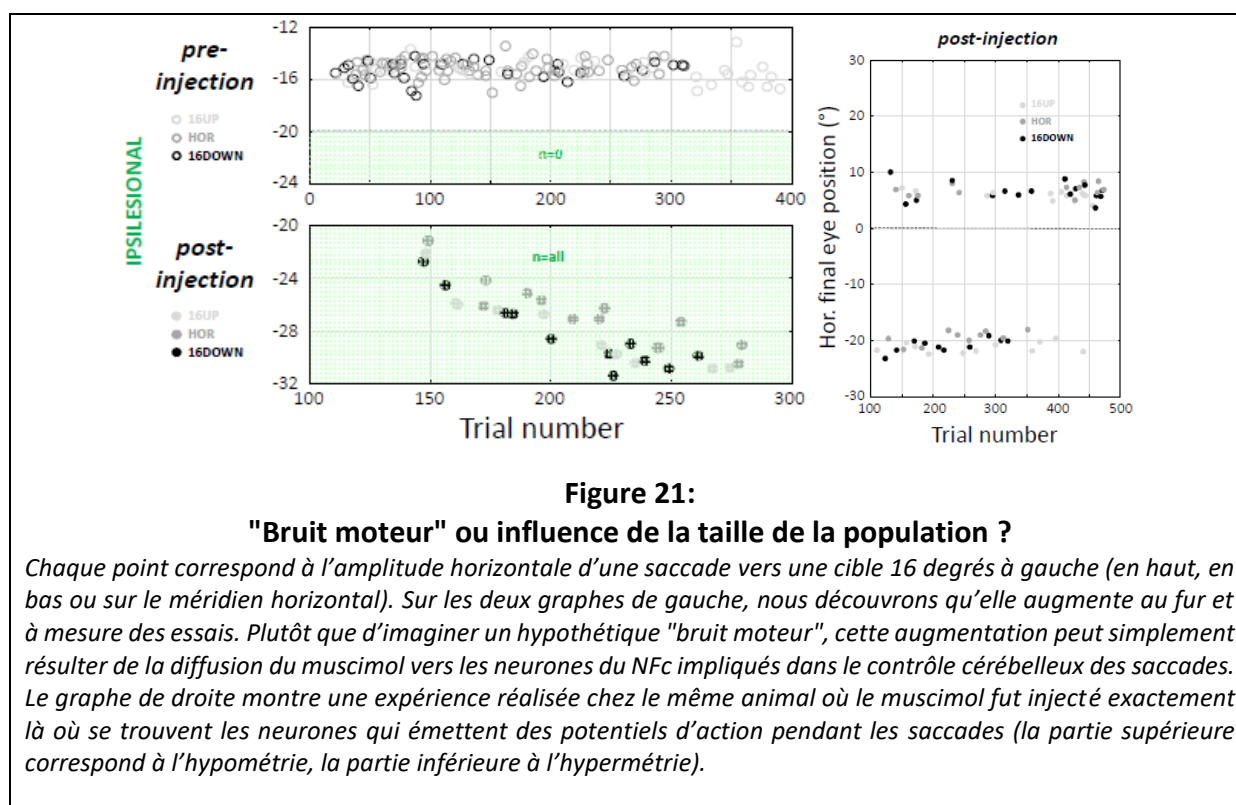 pre-
injection
16UP
HOR
16DOWN
IPSILESIONAL
-12
-16
-20
-24
n=0
0
100
200
300
400
post-
injection
16UP
HOR
16DOWN
-20
-24
-28
-32
n=all
100
150
200
250
300
Trial number
post-injection
16UP
HOR
16DOWN
Hor. final eye position (°)
30
20
10
0
-10
-20
-30
100
200
300
400
500
Trial number
Figure 21:
"Bruit moteur" ou influence de la taille de la population ?
Chaque point correspond à l'amplitude horizontale d'une saccade vers une cible 16 degrés à gauche (en haut, en
bas ou sur le méridien horizontal). Sur les deux graphes de gauche, nous découvrons qu'elle augmente au fur et
à mesure des essais. Plutôt que d'imaginer un hypothétique "bruit moteur", cette augmentation peut simplement
résulter de la diffusion du muscimol vers les neurones du NFc impliqués dans le contrôle cérébelleux des saccades.
Le graphe de droite montre une expérience réalisée chez le même animal où le muscimol fut injecté exactement
là où se trouvent les neurones qui émettent des potentiels d'action pendant les saccades (la partie supérieure
correspond à l'hypométrie, la partie inférieure à l'hypermétrie).